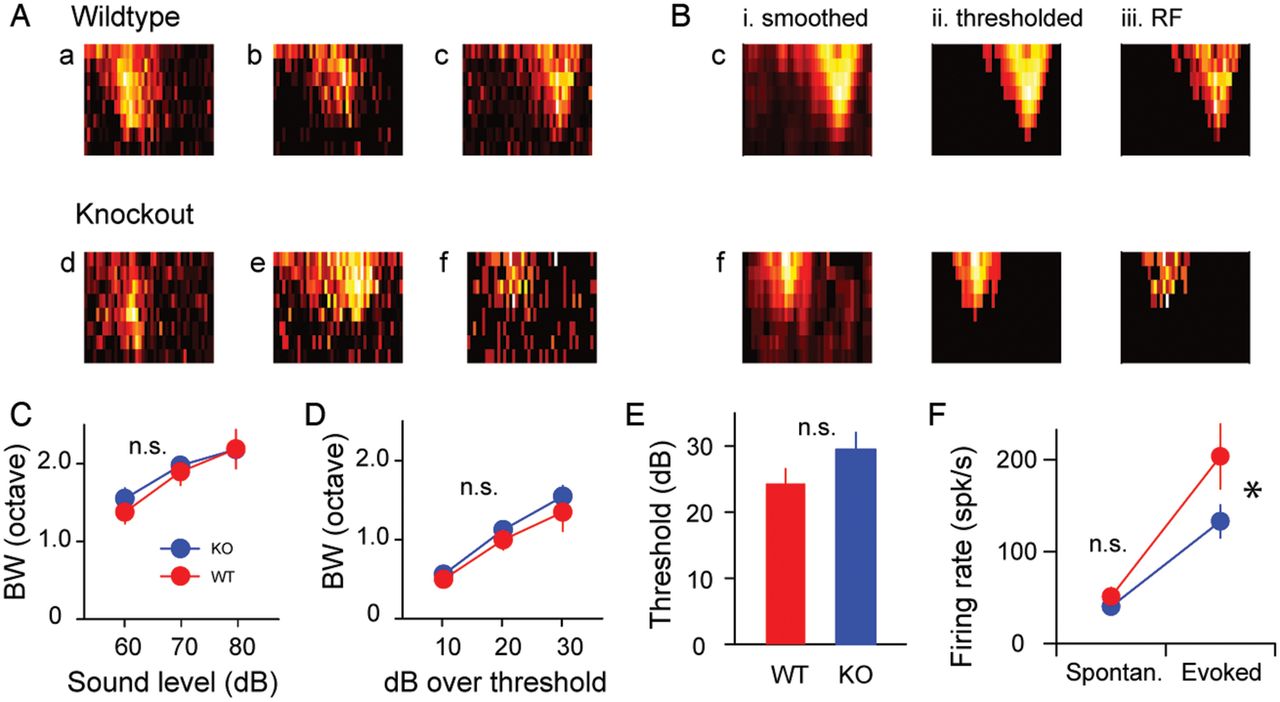 A Wildtype
a b c
Knockout
d e f
B i. smoothed ii. thresholded iii. RF
c
f
C
BW (octave)
2.0
1.0
0
n.s.
KO
WT
60 70 80
Sound level (dB)
D
BW (octave)
2.0
1.0
0
n.s.
10 20 30
dB over threshold
E
Threshold (dB)
30
20
10
0
n.s.
WT KO
F
Firing rate (spk/s)
200
100
0
n.s.
*
Spontan. Evoked